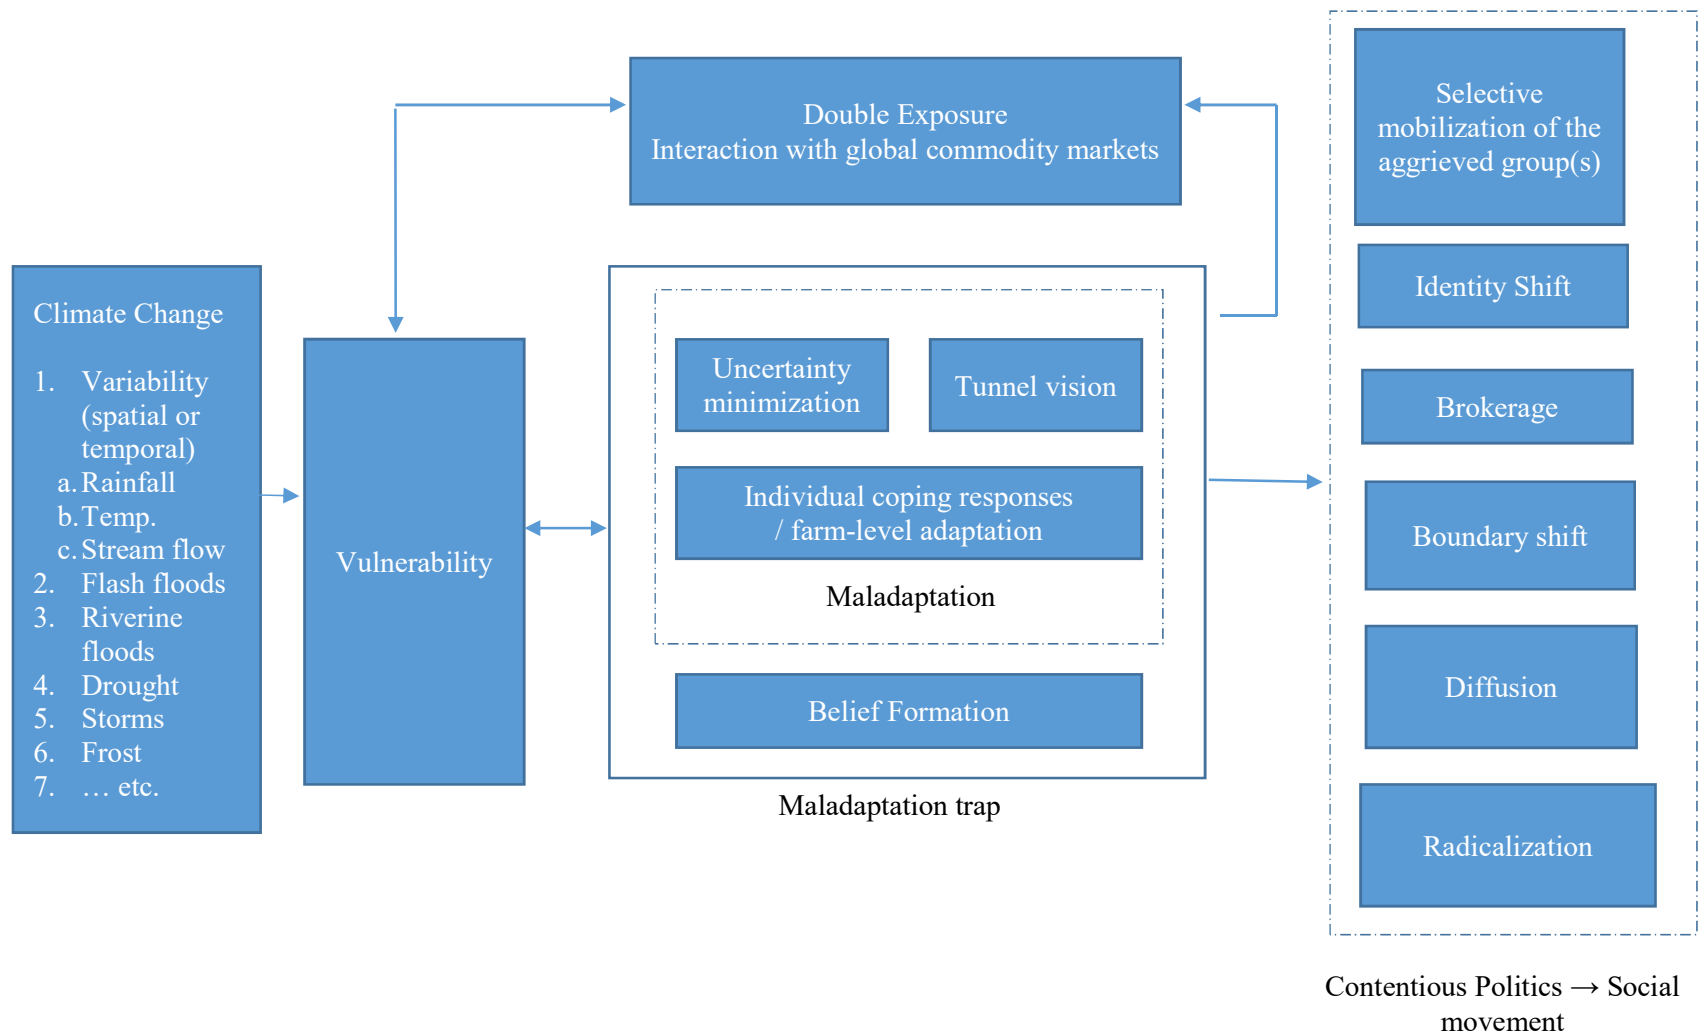 Climate Change
1. Variability
(spatial or
temporal)
a. Rainfall
b. Temp.
c. Stream flow
2. Flash floods
3. Riverine
floods
4. Drought
5. Storms
6. Frost
7. … etc.
Vulnerability
Double Exposure
Interaction with global commodity markets
Uncertainty
minimization
Tunnel vision
Individual coping responses
/ farm-level adaptation
Maladaptation
Belief Formation
Maladaptation trap
Selective
mobilization of the
aggrieved group(s)
Identity Shift
Brokerage
Boundary shift
Diffusion
Radicalization
Contentious Politics → Social
movement